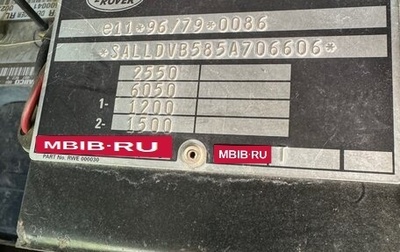 ROVER
e11*96/79*0086
*SALLDVB585A706606*
2550
6050
1- 1200
2- 1500
MBIB·RU
MBIB·RU
PART No. RWE 000030